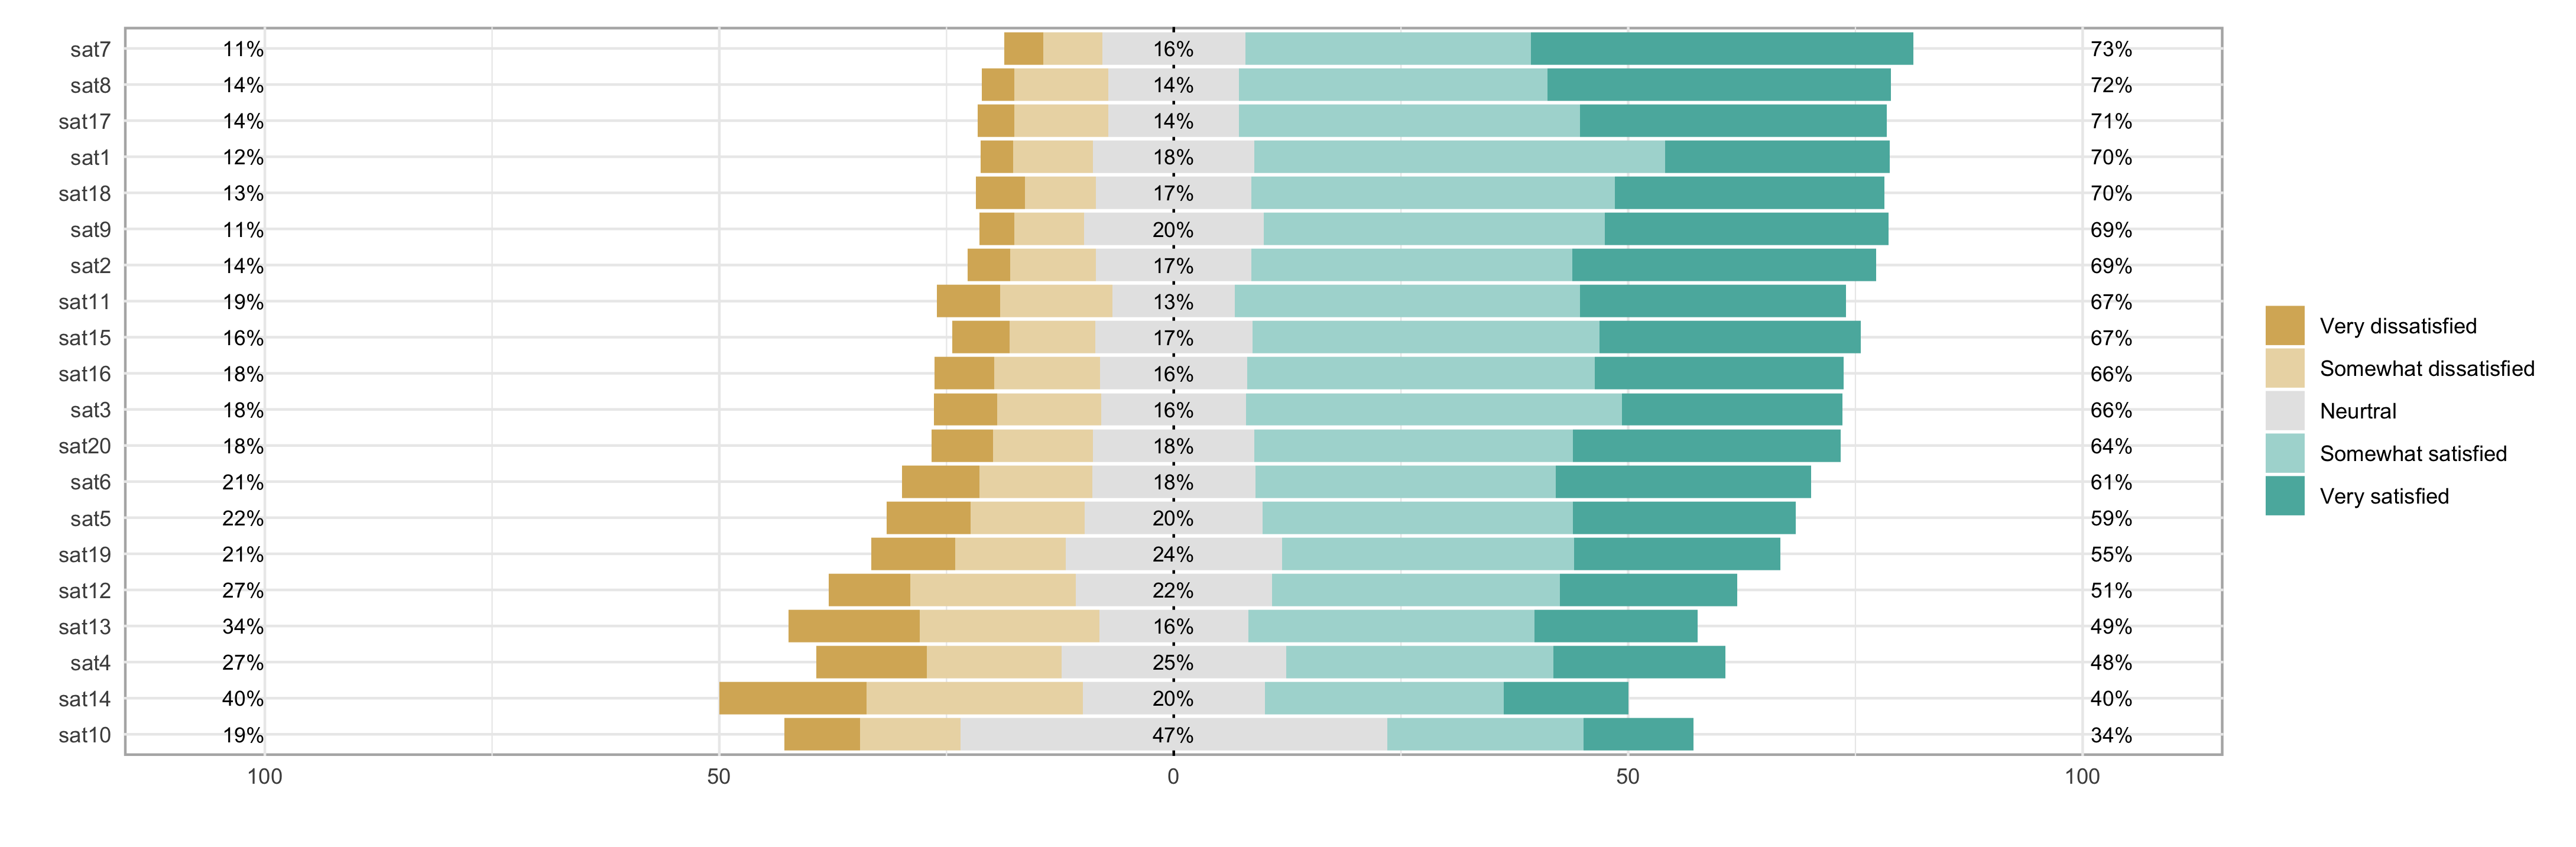 sat7 11% 16% 73%
sat8 14% 14% 72%
sat17 14% 14% 71%
sat1 12% 18% 70%
sat18 13% 17% 70%
sat9 11% 20% 69%
sat2 14% 17% 69%
sat11 19% 13% 67%
sat15 16% 17% 67%
sat16 18% 16% 66%
sat3 18% 16% 66%
sat20 18% 18% 64%
sat6 21% 18% 61%
sat5 22% 20% 59%
sat19 21% 24% 55%
sat12 27% 22% 51%
sat13 34% 16% 49%
sat4 27% 25% 48%
sat14 40% 20% 40%
sat10 19% 47% 34%
100 50 0 50 100
Very dissatisfied
Somewhat dissatisfied
Neurtral
Somewhat satisfied
Very satisfied